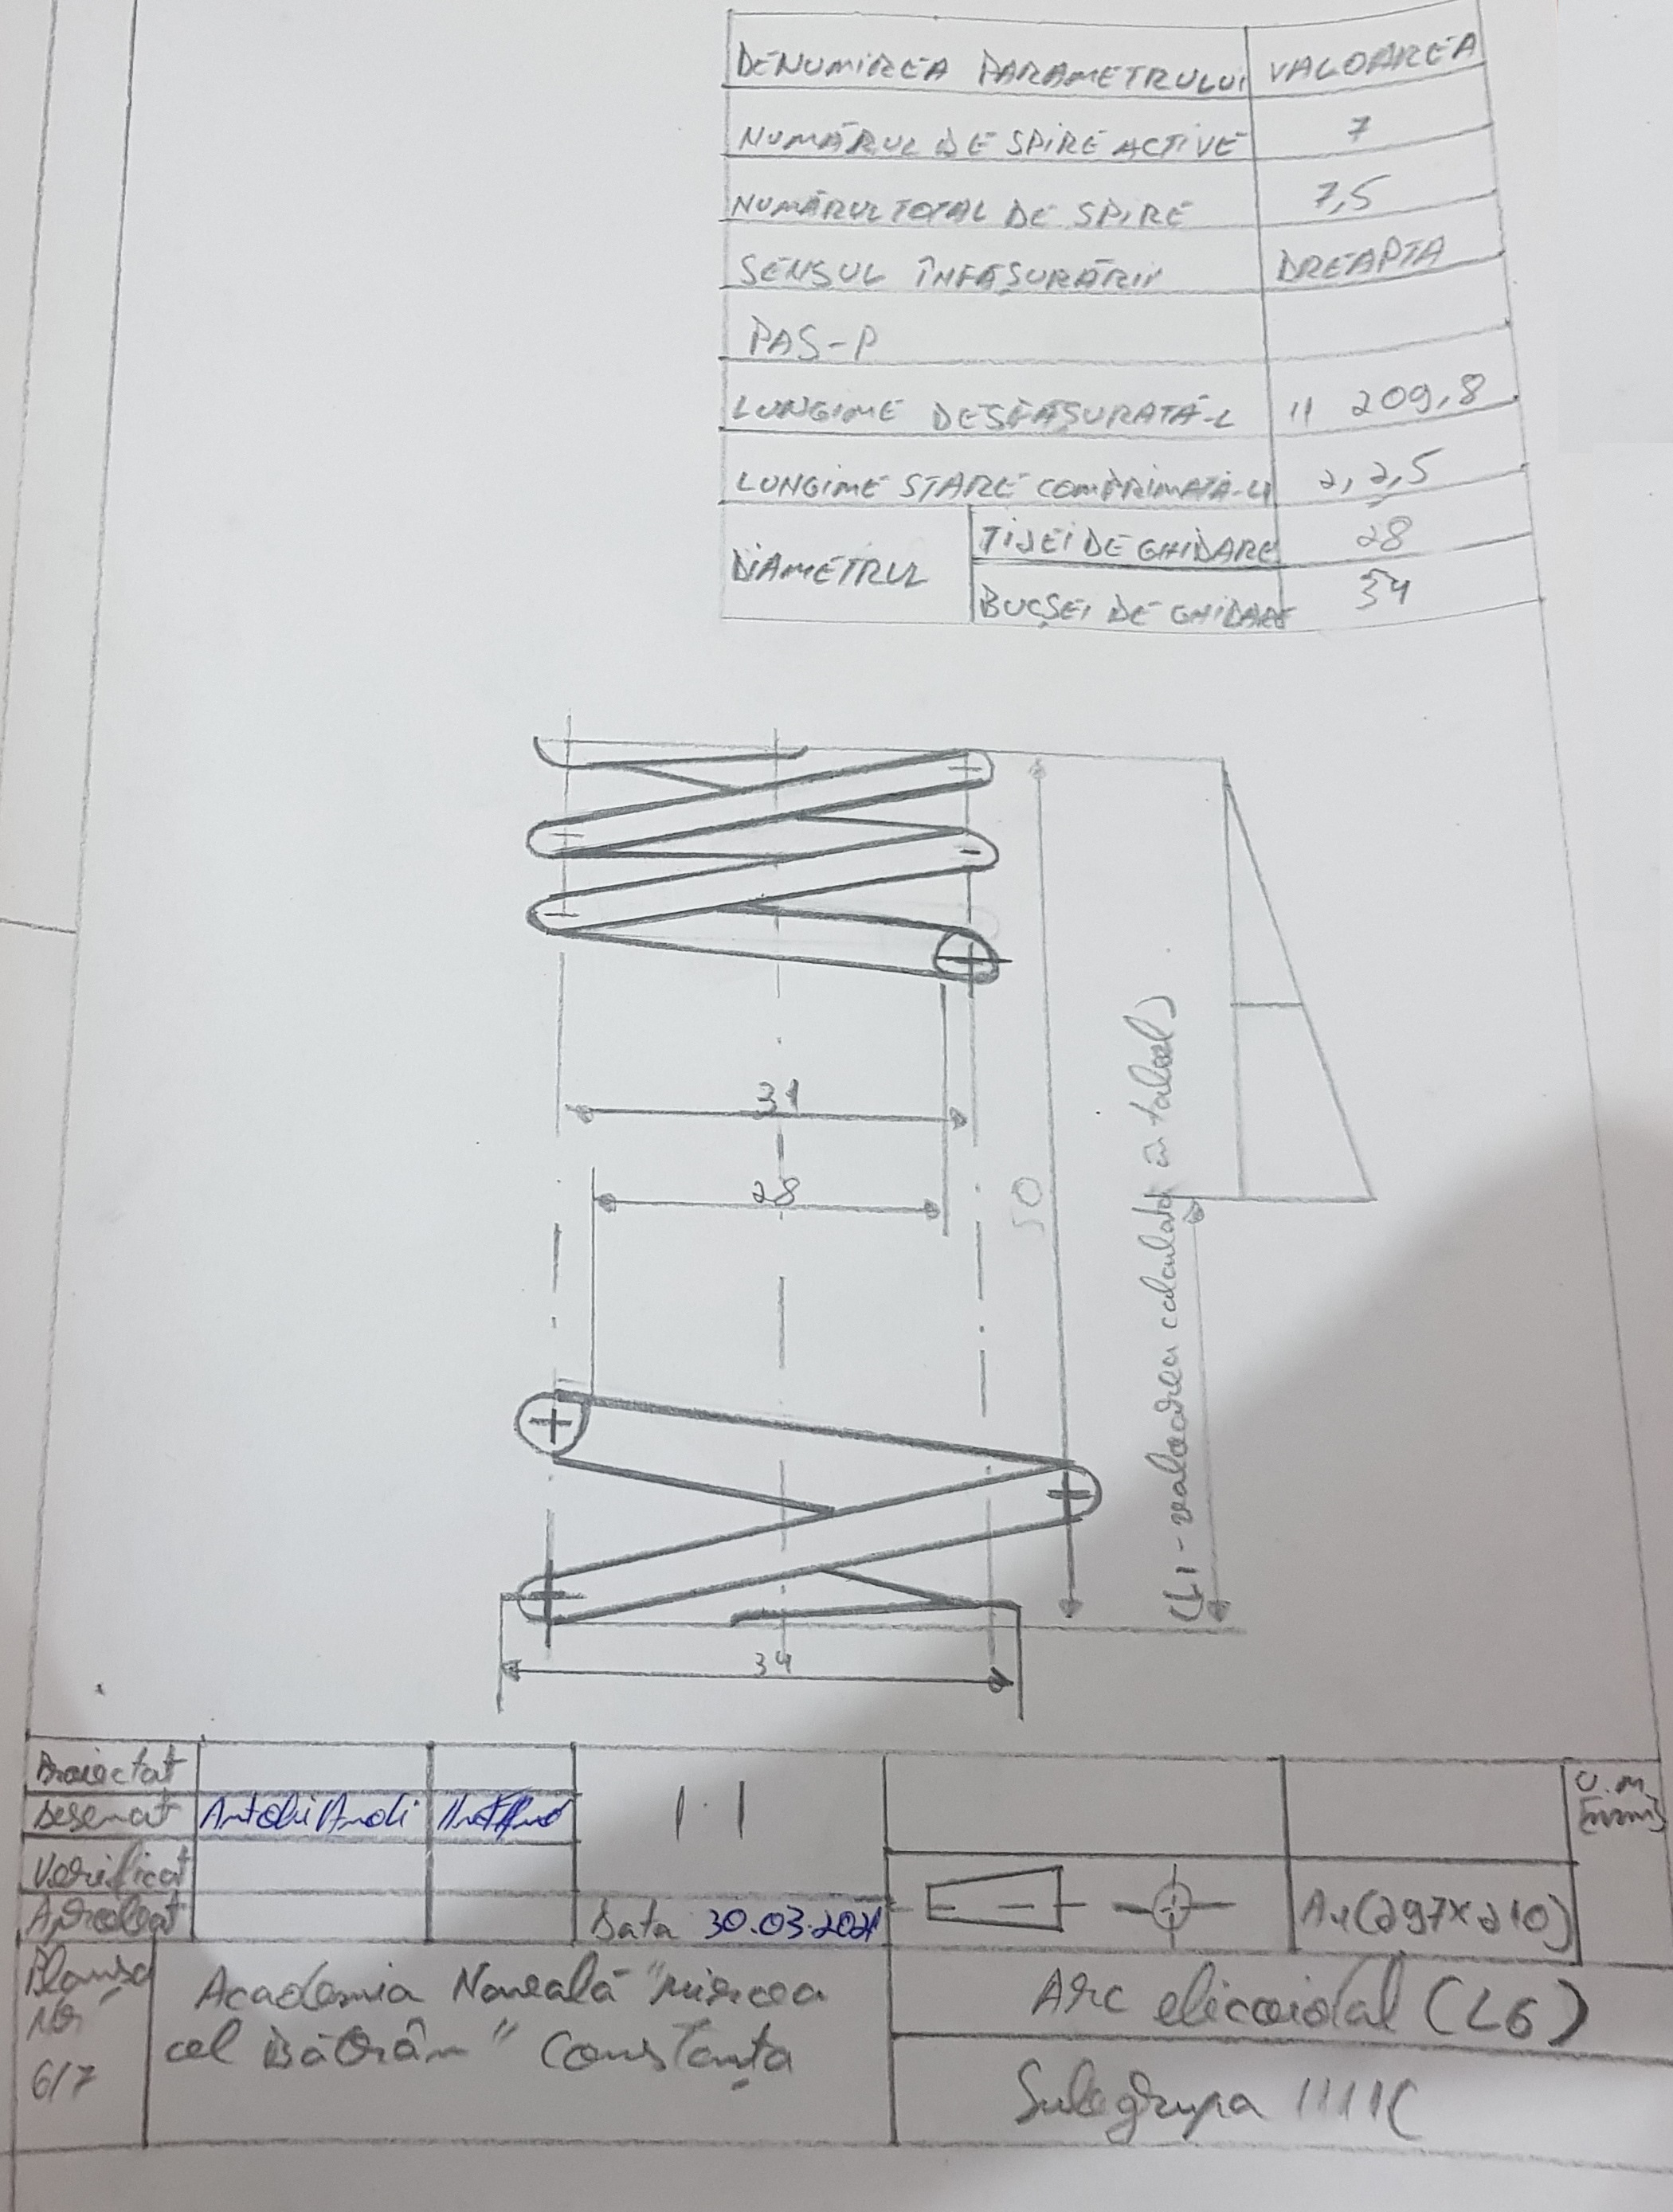 DENUMIREA PARAMETRULUI VALOAREA
NUMĂRUL DE SPIRE ACTIVE 7
NUMĂRUL TOTAL DE SPIRE 7,5
SENSUL ÎNFĂȘURĂRII DREAPTA
PAS-P
LUNGIME DESFĂȘURATĂ-L 11 209,8
LUNGIME STARE COMPRIMATĂ-L1 2,2,5
DIAMETRUL TIJEI DE GHIDARE 28
BUCȘEI DE GHIDARE 34
31
28
50
(L1 - valoarea calculată în tabel)
34
Proiectat
Desenat Antohi Andi
Verificat
Aprobat
1:1
Data 30.03.2021
U.M.
[mm]
A4(297x210)
Planșa
Nr
6/7
Academia Navală "Mircea
cel Bătrân" Constanța
Arc elicoidal (L6)
Subgrupa 1111C